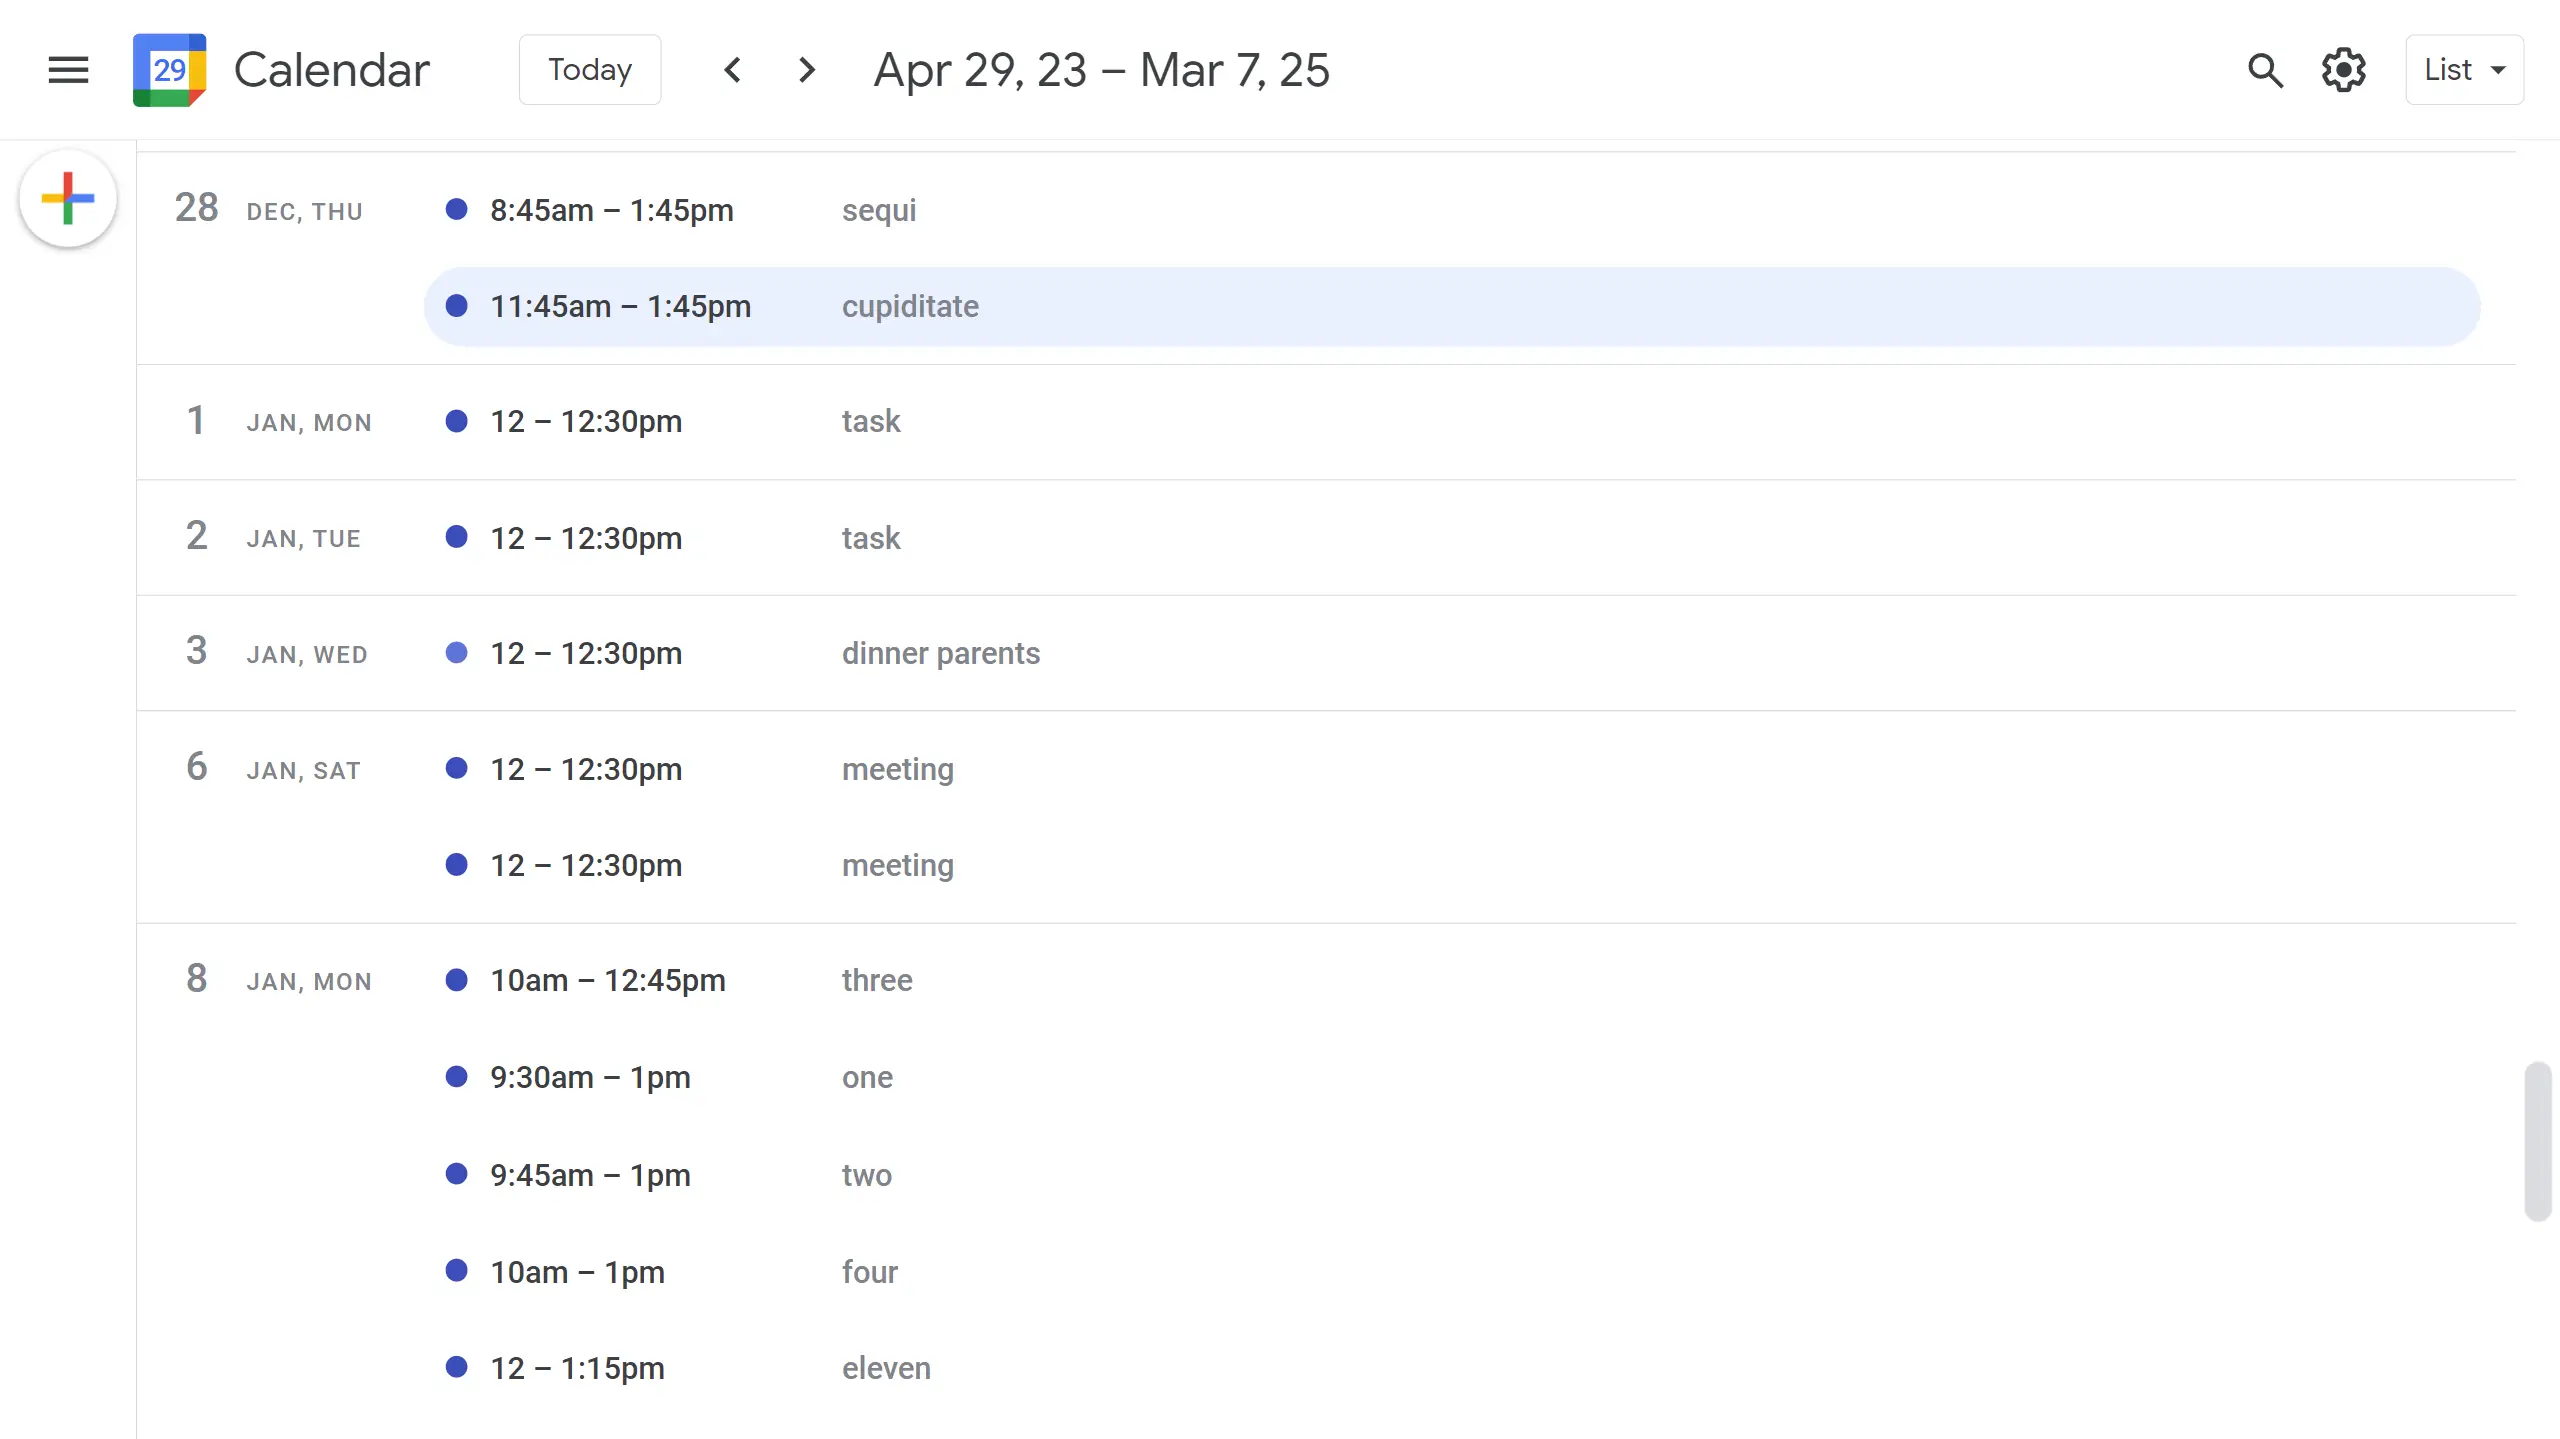 29 Calendar Today Apr 29, 23 – Mar 7, 25 List
28 DEC, THU 8:45am – 1:45pm sequi
11:45am – 1:45pm cupiditate
1 JAN, MON 12 – 12:30pm task
2 JAN, TUE 12 – 12:30pm task
3 JAN, WED 12 – 12:30pm dinner parents
6 JAN, SAT 12 – 12:30pm meeting
12 – 12:30pm meeting
8 JAN, MON 10am – 12:45pm three
9:30am – 1pm one
9:45am – 1pm two
10am – 1pm four
12 – 1:15pm eleven